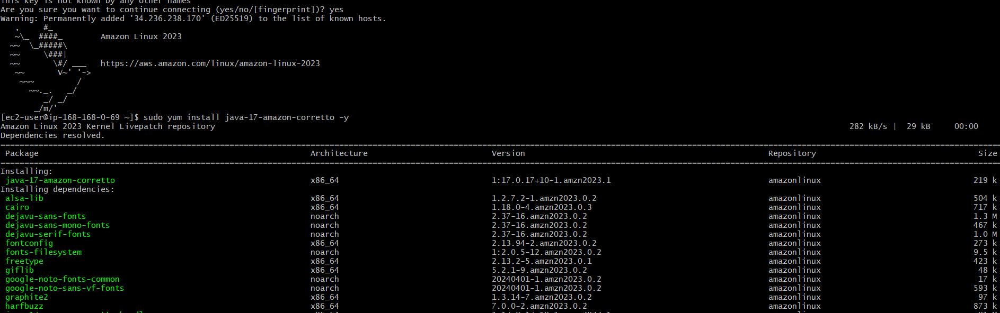 This key is not known by any other names
Are you sure you want to continue connecting (yes/no/[fingerprint])? yes
Warning: Permanently added '34.236.238.170' (ED25519) to the list of known hosts.
   ,     #_
   ~\_  ####_        Amazon Linux 2023
  ~~  \_#####\
  ~~     \###|
  ~~       \#/ ___   https://aws.amazon.com/linux/amazon-linux-2023
   ~~       V~' '->
    ~~~         /
      ~~._.   _/
         _/ _/
       _/m/'
[ec2-user@ip-168-168-0-69 ~]$ sudo yum install java-17-amazon-corretto -y
Amazon Linux 2023 Kernel Livepatch repository 282 kB/s | 29 kB 00:00
Dependencies resolved.
Package Architecture Version Repository Size
Installing:
java-17-amazon-corretto x86_64 1:17.0.17+10-1.amzn2023.1 amazonlinux 219 k
Installing dependencies:
alsa-lib x86_64 1.2.7.2-1.amzn2023.0.2 amazonlinux 504 k
cairo x86_64 1.18.0-4.amzn2023.0.3 amazonlinux 717 k
dejavu-sans-fonts noarch 2.37-16.amzn2023.0.2 amazonlinux 1.3 M
dejavu-sans-mono-fonts noarch 2.37-16.amzn2023.0.2 amazonlinux 467 k
dejavu-serif-fonts noarch 2.37-16.amzn2023.0.2 amazonlinux 1.0 M
fontconfig x86_64 2.13.94-2.amzn2023.0.2 amazonlinux 273 k
fonts-filesystem noarch 1:2.0.5-12.amzn2023.0.2 amazonlinux 9.5 k
freetype x86_64 2.13.2-5.amzn2023.0.1 amazonlinux 423 k
giflib x86_64 5.2.1-9.amzn2023.0.2 amazonlinux 48 k
google-noto-fonts-common noarch 20240401-1.amzn2023.0.2 amazonlinux 17 k
google-noto-sans-vf-fonts noarch 20240401-1.amzn2023.0.2 amazonlinux 593 k
graphite2 x86_64 1.3.14-7.amzn2023.0.2 amazonlinux 97 k
harfbuzz x86_64 7.0.0-2.amzn2023.0.2 amazonlinux 873 k